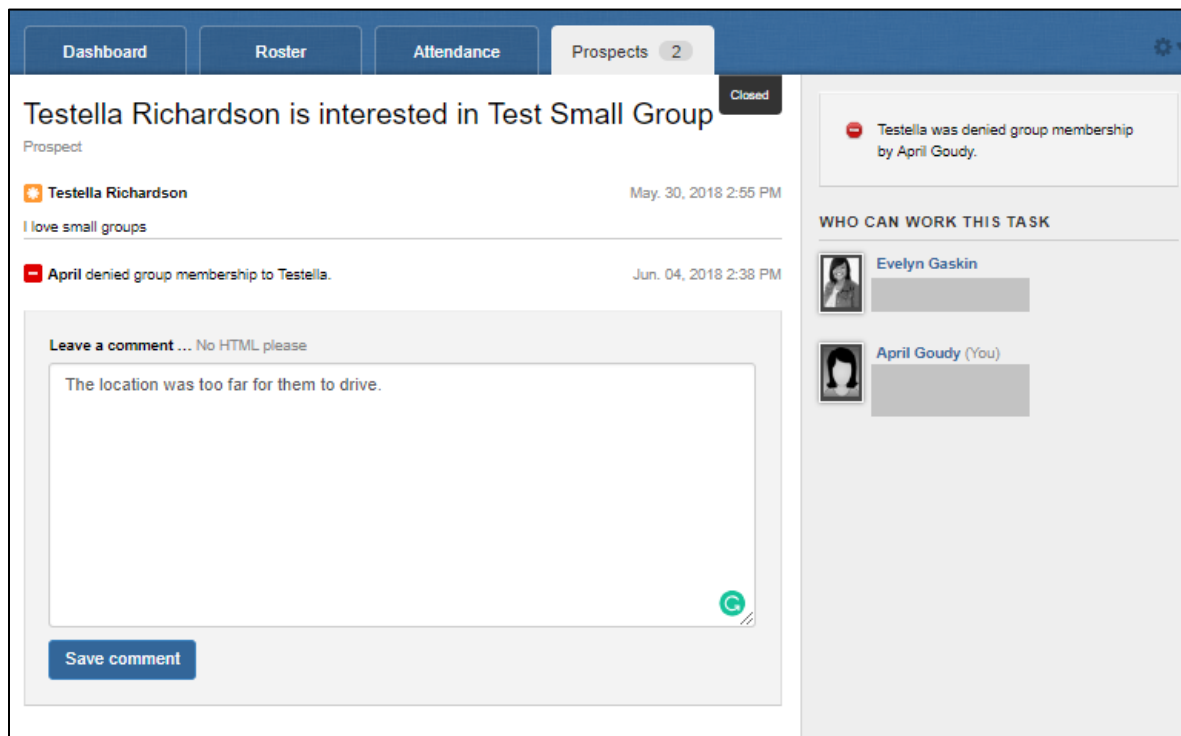 Dashboard
Roster
Attendance
Prospects 2
Closed
Testella Richardson is interested in Test Small Group
Prospect
Testella Richardson
May. 30, 2018 2:55 PM
I love small groups
April denied group membership to Testella.
Jun. 04, 2018 2:38 PM
Leave a comment ... No HTML please
The location was too far for them to drive.
Save comment
Testella was denied group membership
by April Goudy.
WHO CAN WORK THIS TASK
Evelyn Gaskin
April Goudy (You)